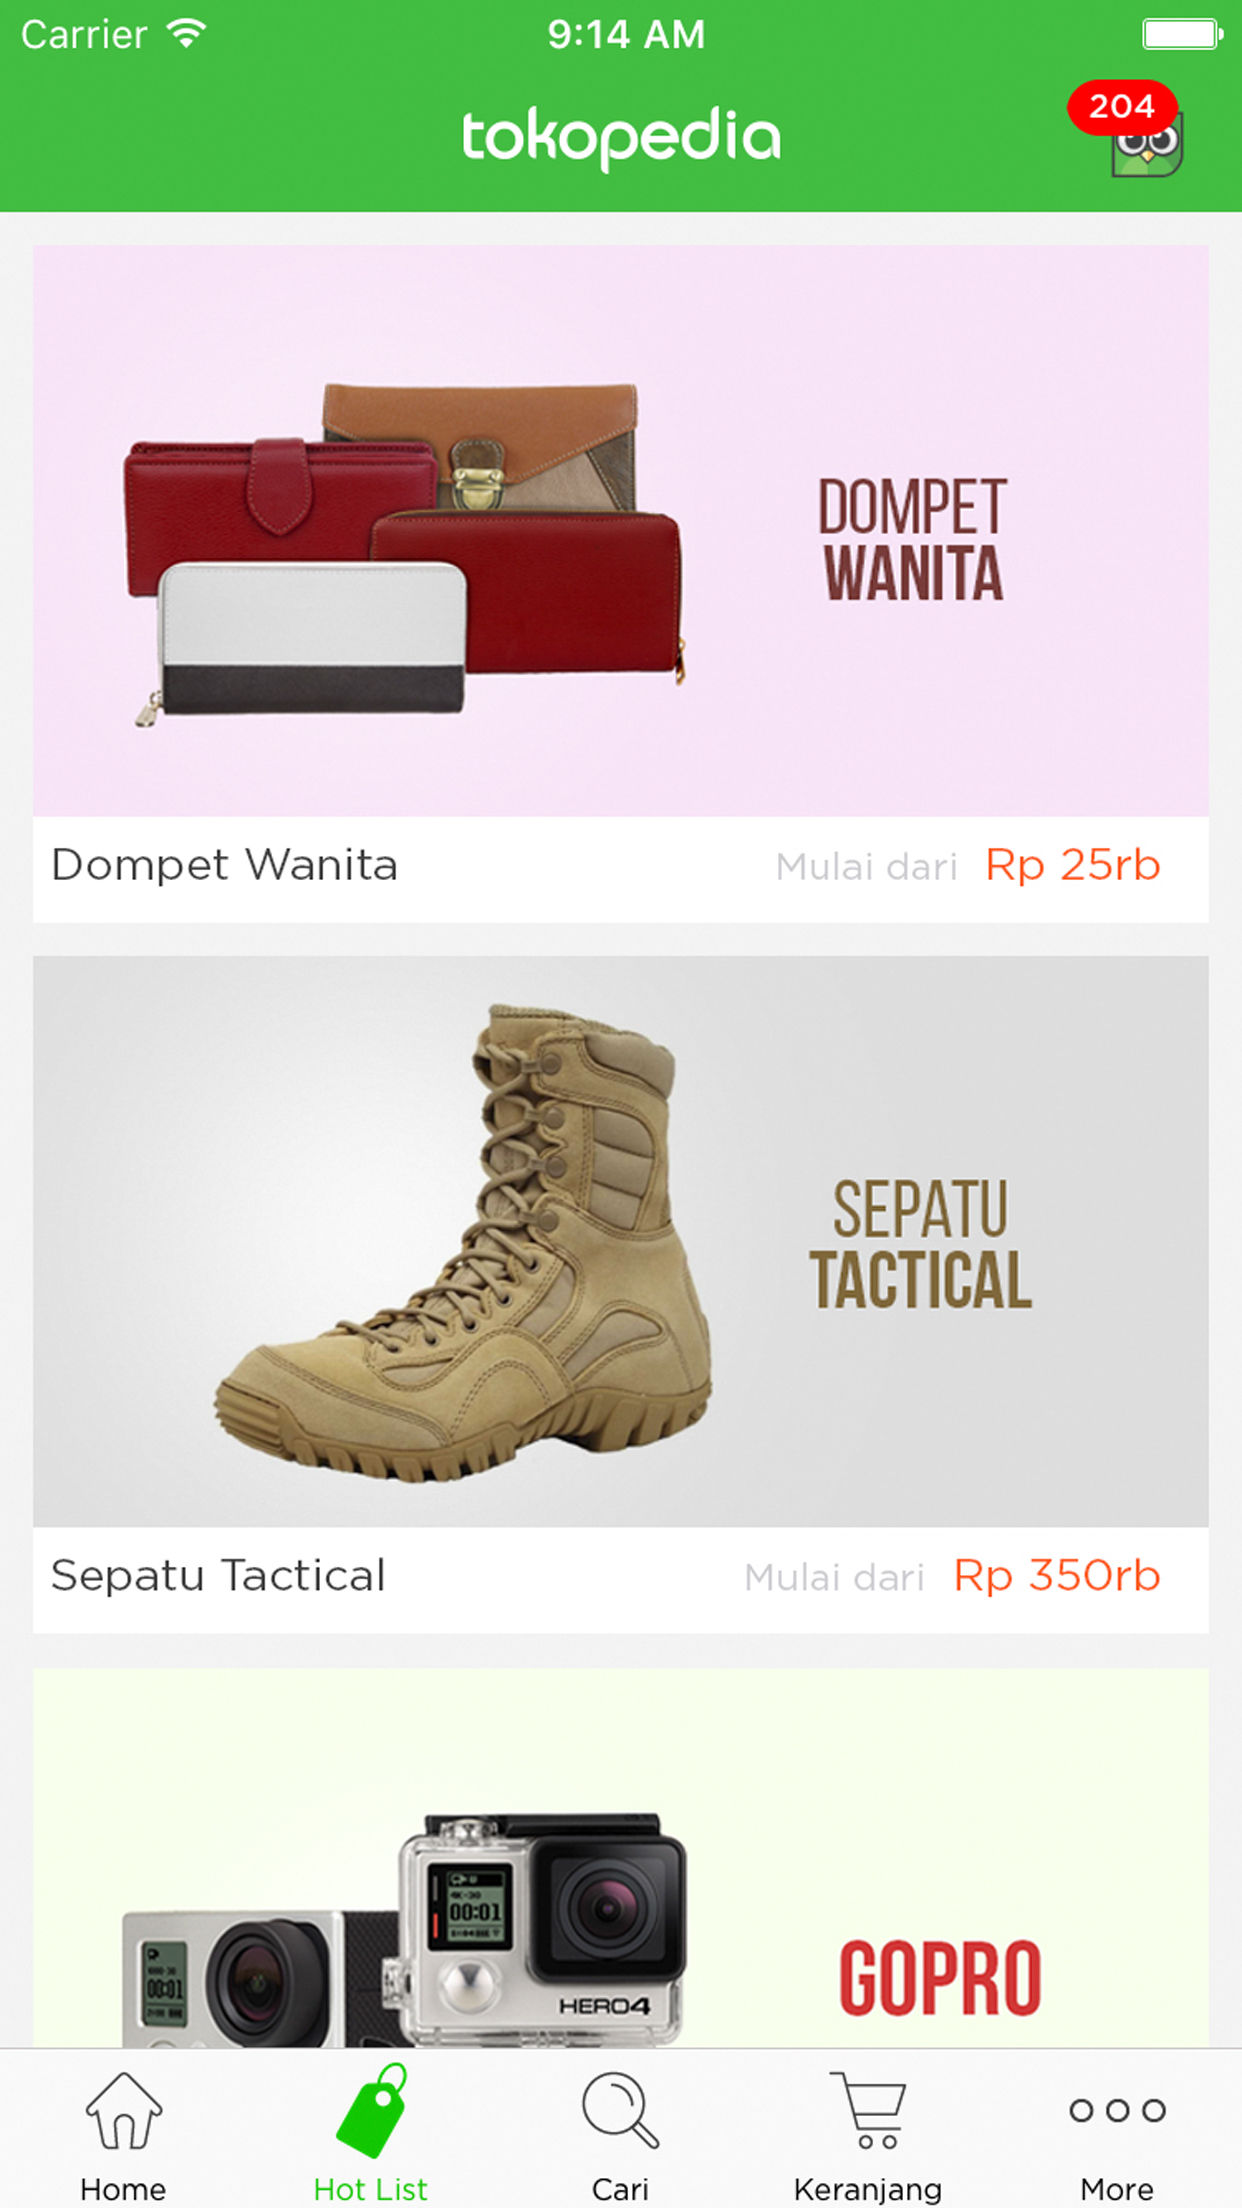 Carrier
9:14 AM
204
tokopedia
DOMPET
WANITA
Dompet Wanita
Mulai dari Rp 25rb
SEPATU
TACTICAL
Sepatu Tactical
Mulai dari Rp 350rb
00:01
00:01
HERO4
GOPRO
Home
Hot List
Cari
Keranjang
More